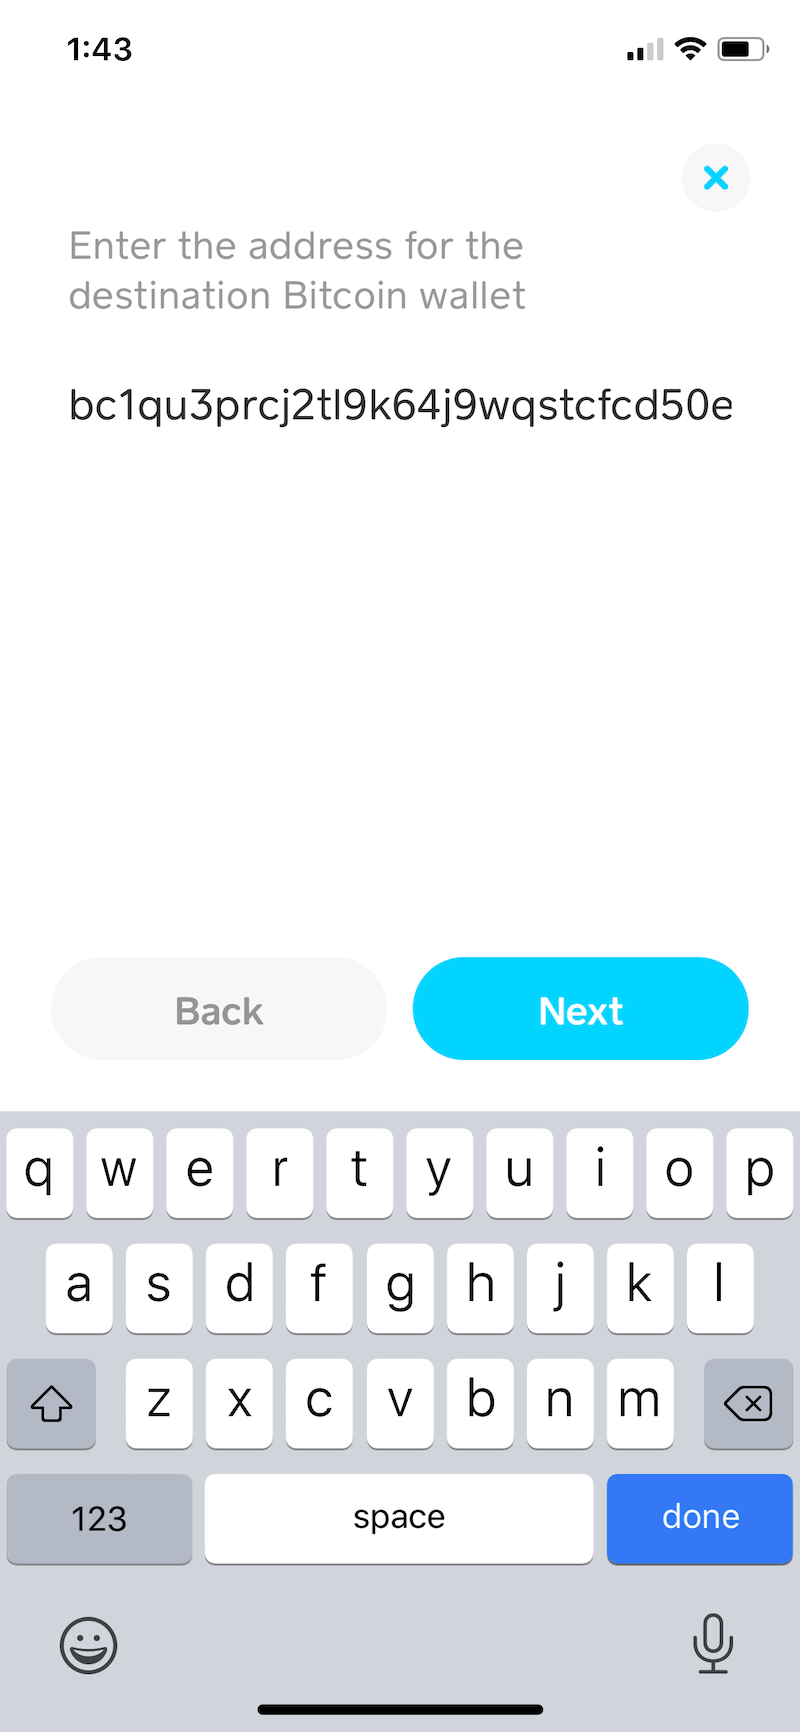 1:43
Enter the address for the
destination Bitcoin wallet
bc1qu3prcj2tl9k64j9wqstcfcd50e
Back
Next
q w e r t y u i o p
a s d f g h j k l
z x c v b n m
123 space done